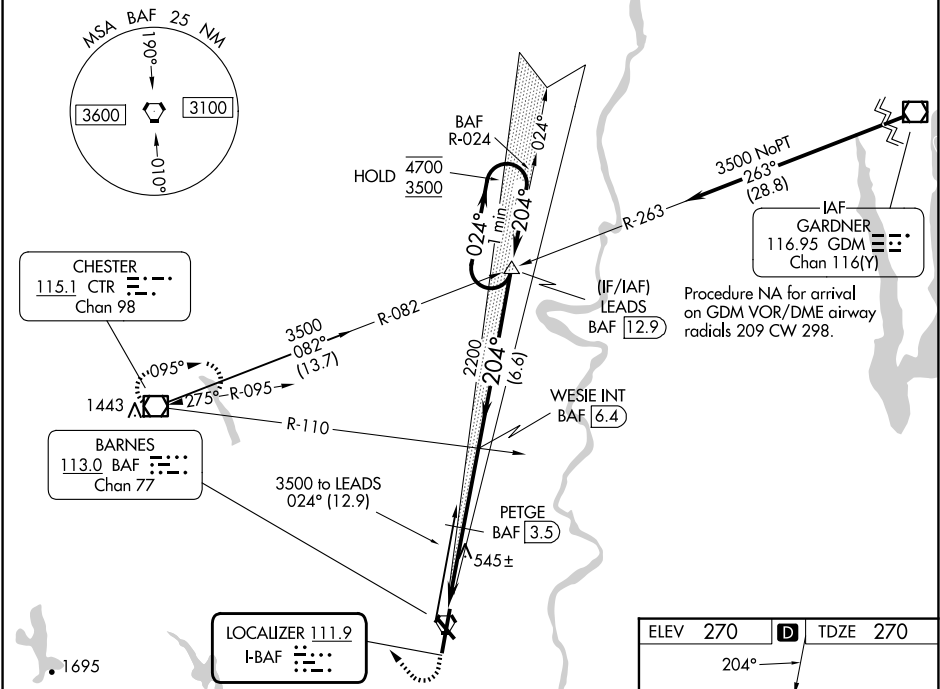 MSA BAF 25 NM
190°
3600
3100
010°
BAF
R-024
024°
HOLD 4700
3500
024°
1 min
204°
3500 NoPT
263°
(28.8)
R-263
IAF
GARDNER
116.95 GDM
Chan 116(Y)
CHESTER
115.1 CTR
Chan 98
(IF/IAF)
LEADS
BAF 12.9
Procedure NA for arrival
on GDM VOR/DME airway
radials 209 CW 298.
3500
082°
(13.7)
R-082
095°
275°
R-095
1443
R-110
2200
204°
(6.6)
WESIE INT
BAF 6.4
BARNES
113.0 BAF
Chan 77
3500 to LEADS
024° (12.9)
PETGE
BAF 3.5
545±
LOCALIZER 111.9
I-BAF
1695
ELEV 270 D TDZE 270
204°